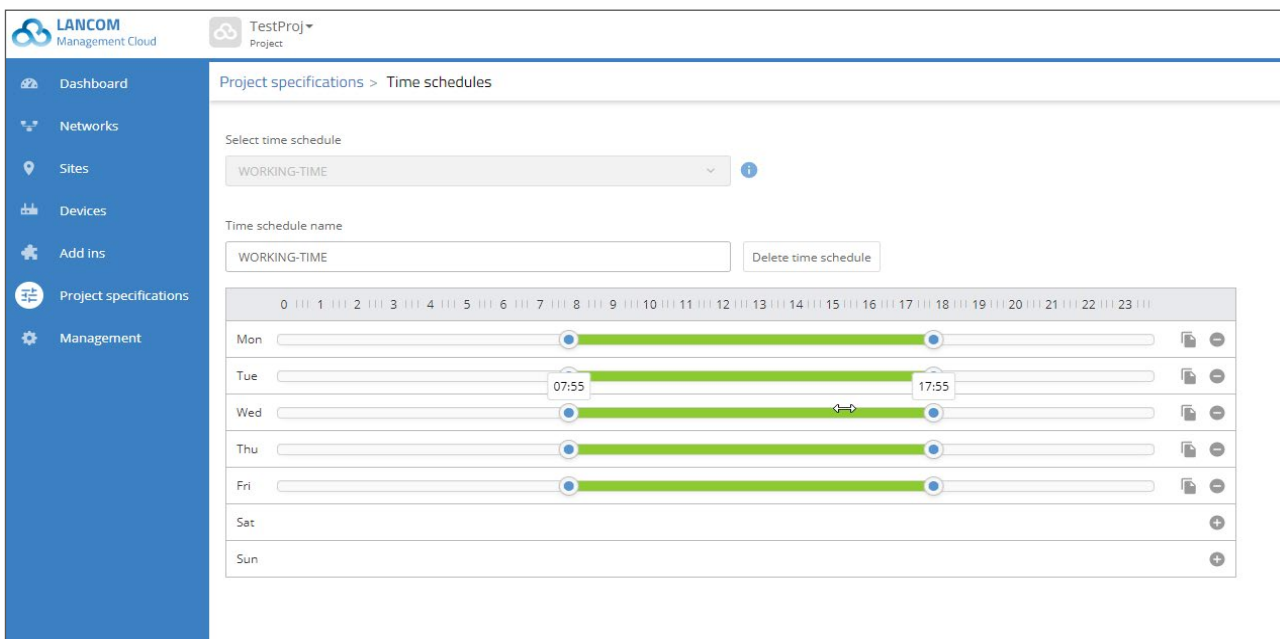 LANCOM
Management Cloud
TestProj
Project
Dashboard
Networks
Sites
Devices
Add ins
Project specifications
Management
Project specifications > Time schedules
Select time schedule
WORKING-TIME
Time schedule name
WORKING-TIME
Delete time schedule
0 1 2 3 4 5 6 7 8 9 10 11 12 13 14 15 16 17 18 19 20 21 22 23
Mon
Tue
07:55 17:55
Wed
Thu
Fri
Sat
Sun